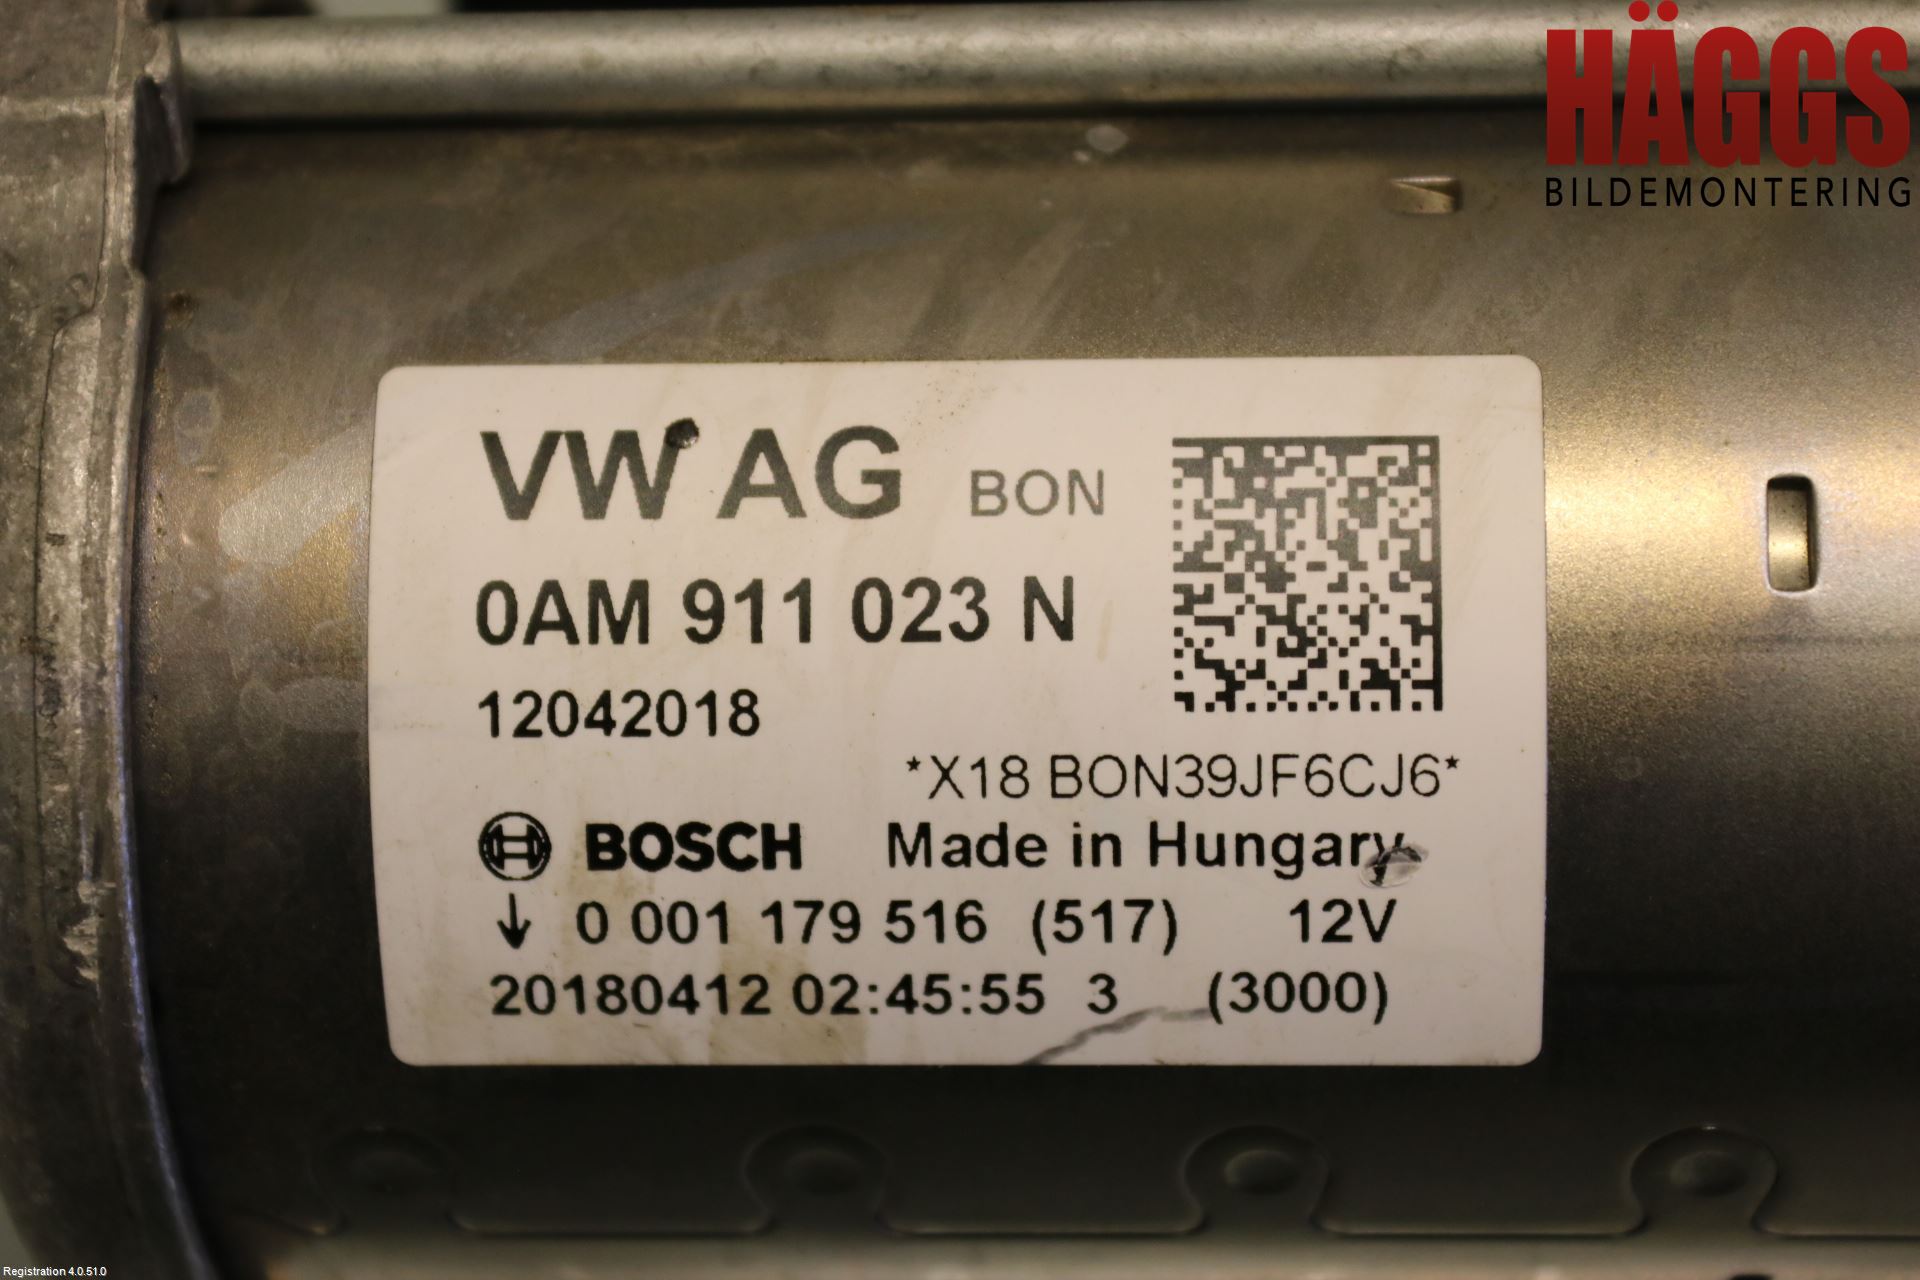 HÄGGS
BILDEMONTERING
VW AG BON
0AM 911 023 N
12042018
*X18 BON39JF6CJ6*
BOSCH Made in Hungary
↓ 0 001 179 516 (517) 12V
20180412 02:45:55 3 (3000)
Registration 4.0.51.0